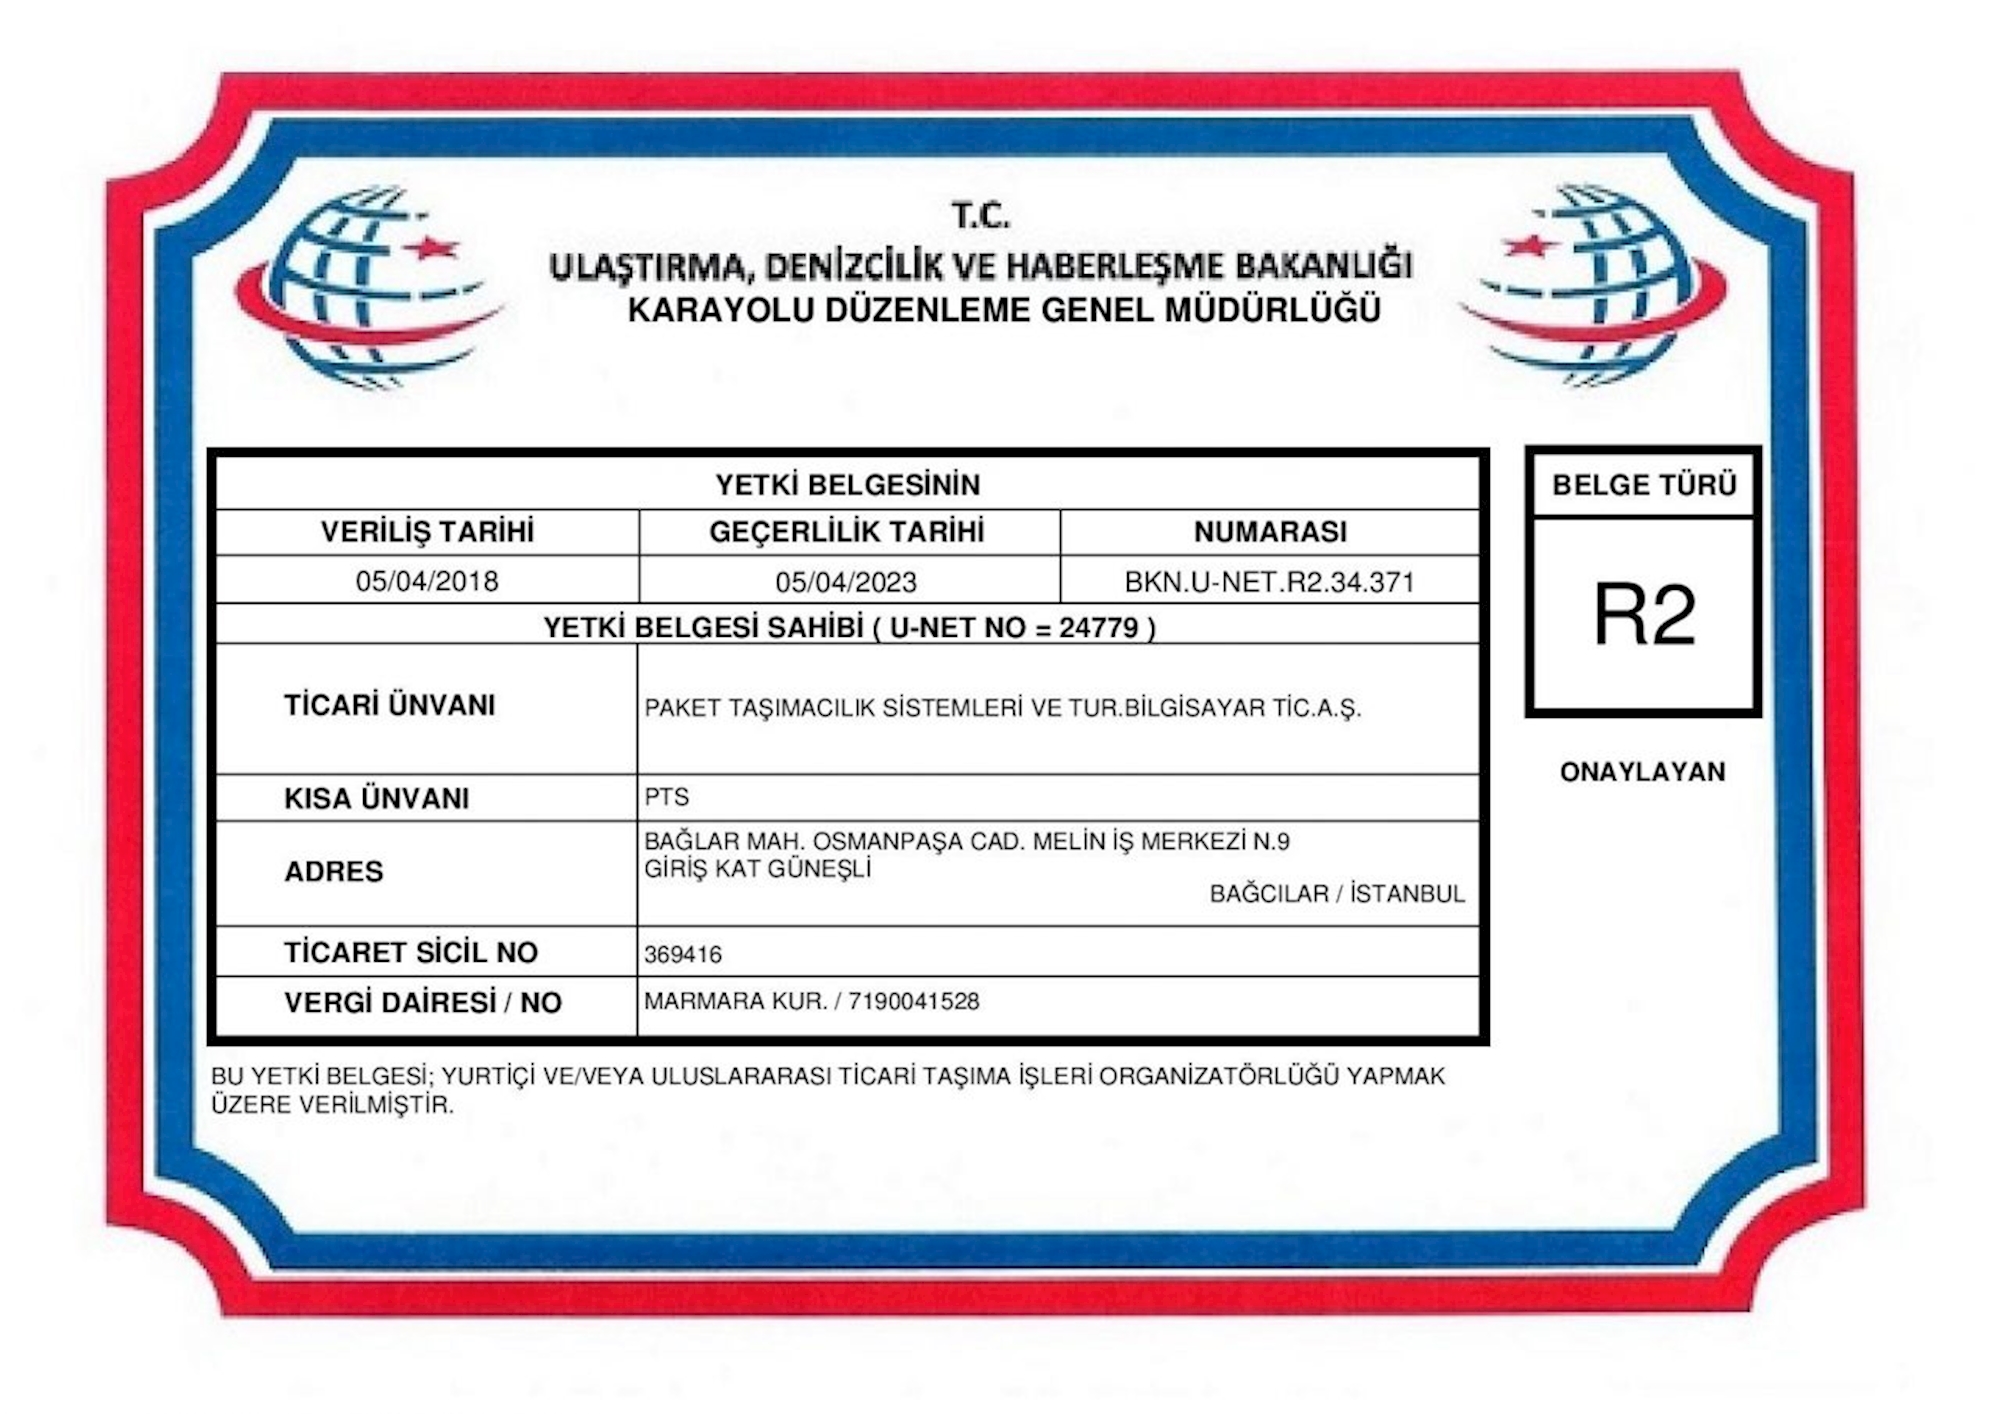 T.C.
ULAŞTIRMA, DENİZCİLİK VE HABERLEŞME BAKANLIĞI
KARAYOLU DÜZENLEME GENEL MÜDÜRLÜĞÜ
YETKİ BELGESİNİN
VERİLİŞ TARİHİ GEÇERLİLİK TARİHİ NUMARASI
05/04/2018 05/04/2023 BKN.U-NET.R2.34.371
YETKİ BELGESİ SAHİBİ ( U-NET NO = 24779 )
TİCARİ ÜNVANI PAKET TAŞIMACILIK SİSTEMLERİ VE TUR.BİLGİSAYAR TİC.A.Ş.
KISA ÜNVANI PTS
ADRES BAĞLAR MAH. OSMANPAŞA CAD. MELİN İŞ MERKEZİ N.9
GİRİŞ KAT GÜNEŞLİ
BAĞCILAR / İSTANBUL
TİCARET SİCİL NO 369416
VERGİ DAİRESİ / NO MARMARA KUR. / 7190041528
BU YETKİ BELGESİ; YURTİÇİ VE/VEYA ULUSLARARASI TİCARİ TAŞIMA İŞLERİ ORGANİZATÖRLÜĞÜ YAPMAK
ÜZERE VERİLMİŞTİR.
BELGE TÜRÜ
R2
ONAYLAYAN